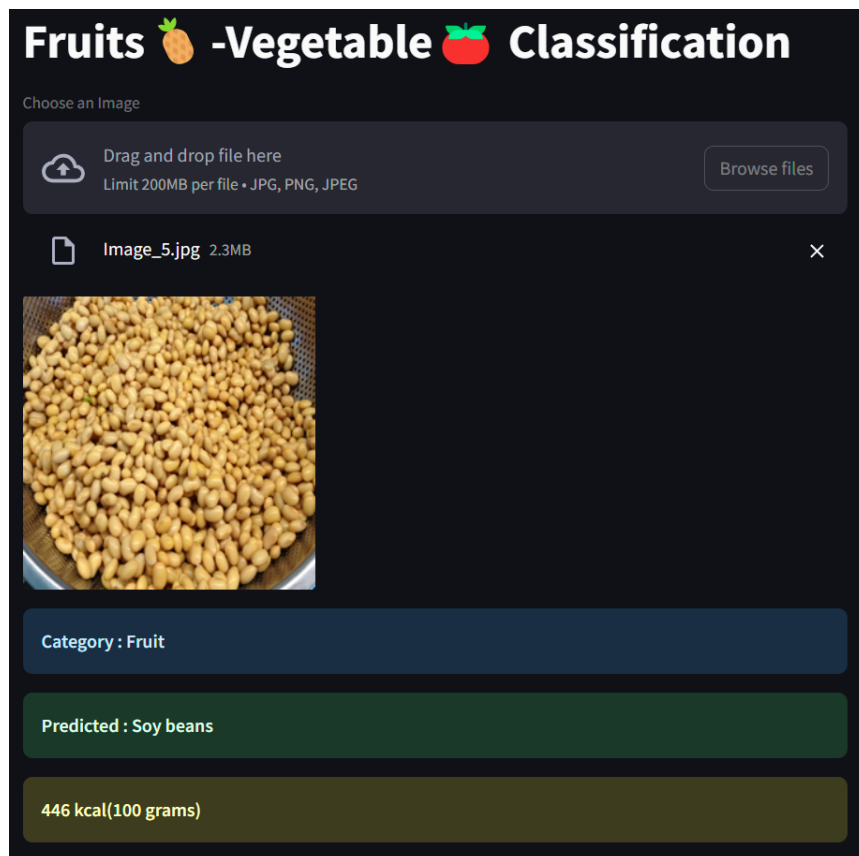 Fruits🍍-Vegetable🍅 Classification
Choose an Image
Drag and drop file here
Limit 200MB per file • JPG, PNG, JPEG
Browse files
Image_5.jpg 2.3MB
Category : Fruit
Predicted : Soy beans
446 kcal(100 grams)